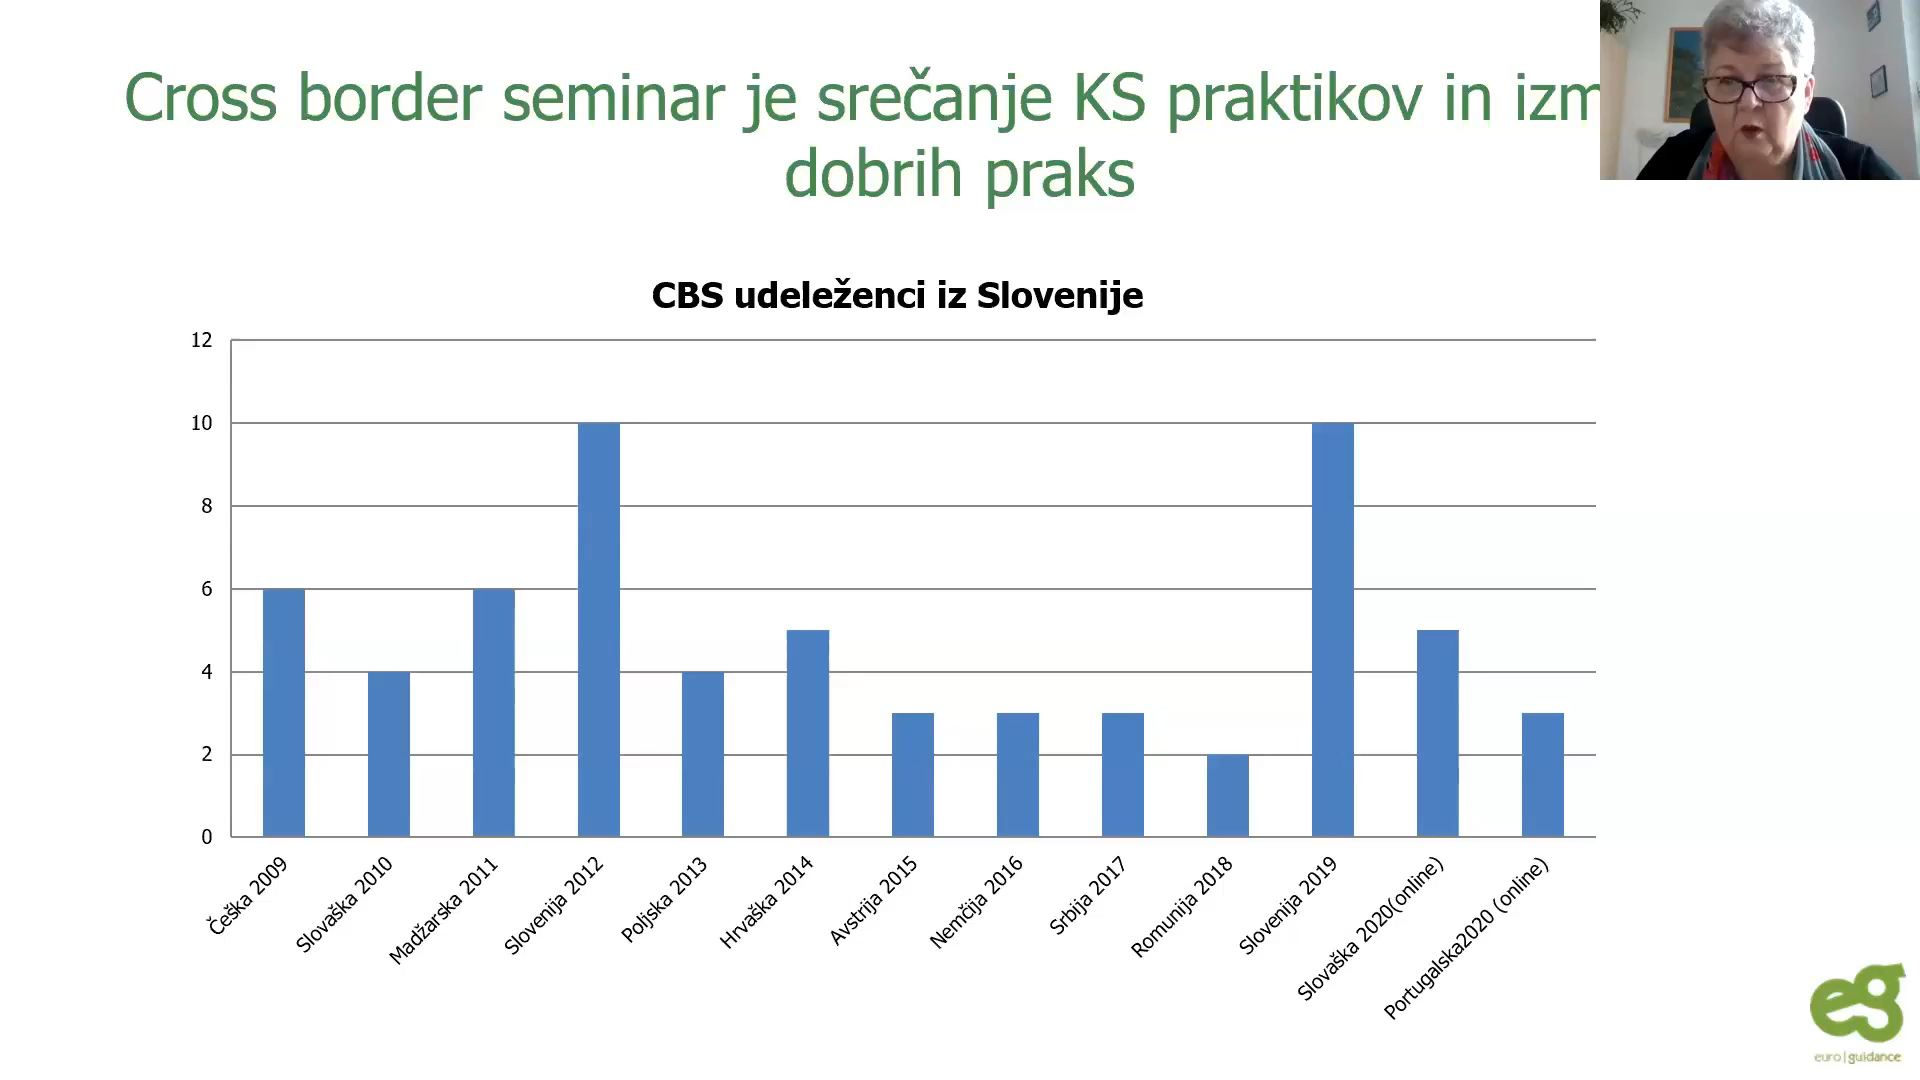 Cross border seminar je srečanje KS praktikov in izm
dobrih praks
CBS udeleženci iz Slovenije
12
10
8
6
4
2
0
Češka 2009
Slovaška 2010
Madžarska 2011
Slovenija 2012
Poljska 2013
Hrvaška 2014
Avstrija 2015
Nemčija 2016
Srbija 2017
Romunija 2018
Slovenija 2019
Slovaška 2020(online)
Portugalska2020 (online)
eg
euro|guidance